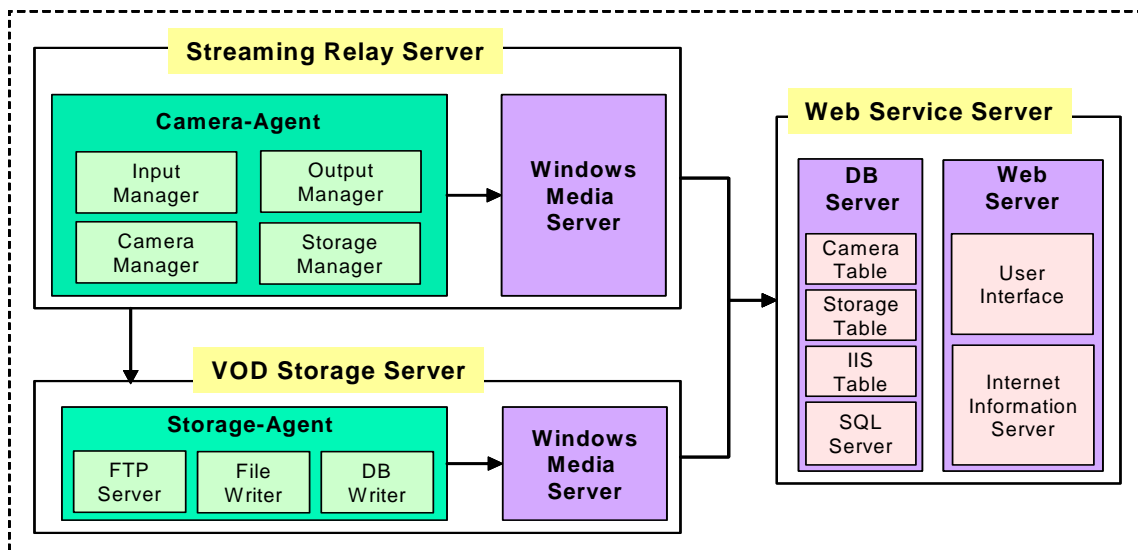 Streaming Relay Server
Camera-Agent
Input
Manager
Output
Manager
Camera
Manager
Storage
Manager
Windows
Media
Server
VOD Storage Server
Storage-Agent
FTP
Server
File
Writer
DB
Writer
Windows
Media
Server
Web Service Server
DB
Server
Camera
Table
Storage
Table
IIS
Table
SQL
Server
Web
Server
User
Interface
Internet
Information
Server